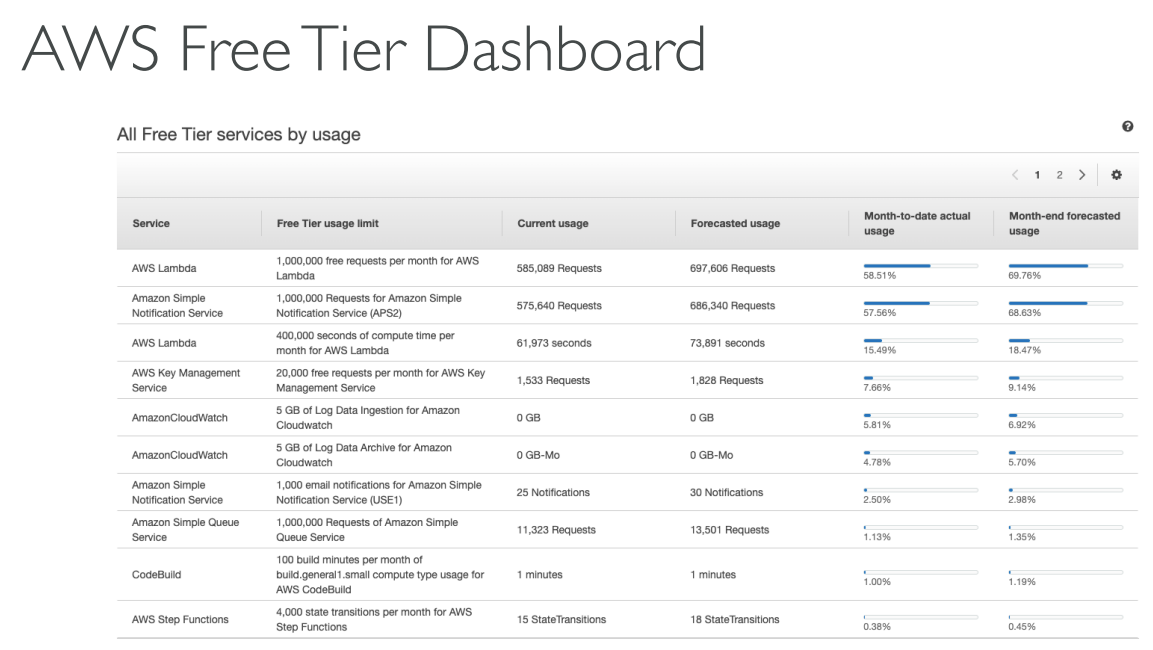 AWS Free Tier Dashboard
All Free Tier services by usage
?
< 1 2 >
Service Free Tier usage limit Current usage Forecasted usage Month-to-date actual usage Month-end forecasted usage
AWS Lambda 1,000,000 free requests per month for AWS Lambda 585,089 Requests 697,606 Requests 58.51% 69.76%
Amazon Simple Notification Service 1,000,000 Requests for Amazon Simple Notification Service (APS2) 575,640 Requests 686,340 Requests 57.56% 68.63%
AWS Lambda 400,000 seconds of compute time per month for AWS Lambda 61,973 seconds 73,891 seconds 15.49% 18.47%
AWS Key Management Service 20,000 free requests per month for AWS Key Management Service 1,533 Requests 1,828 Requests 7.66% 9.14%
AmazonCloudWatch 5 GB of Log Data Ingestion for Amazon Cloudwatch 0 GB 0 GB 5.81% 6.92%
AmazonCloudWatch 5 GB of Log Data Archive for Amazon Cloudwatch 0 GB-Mo 0 GB-Mo 4.78% 5.70%
Amazon Simple Notification Service 1,000 email notifications for Amazon Simple Notification Service (USE1) 25 Notifications 30 Notifications 2.50% 2.98%
Amazon Simple Queue Service 1,000,000 Requests of Amazon Simple Queue Service 11,323 Requests 13,501 Requests 1.13% 1.35%
CodeBuild 100 build minutes per month of build.general1.small compute type usage for AWS CodeBuild 1 minutes 1 minutes 1.00% 1.19%
AWS Step Functions 4,000 state transitions per month for AWS Step Functions 15 StateTransitions 18 StateTransitions 0.38% 0.45%